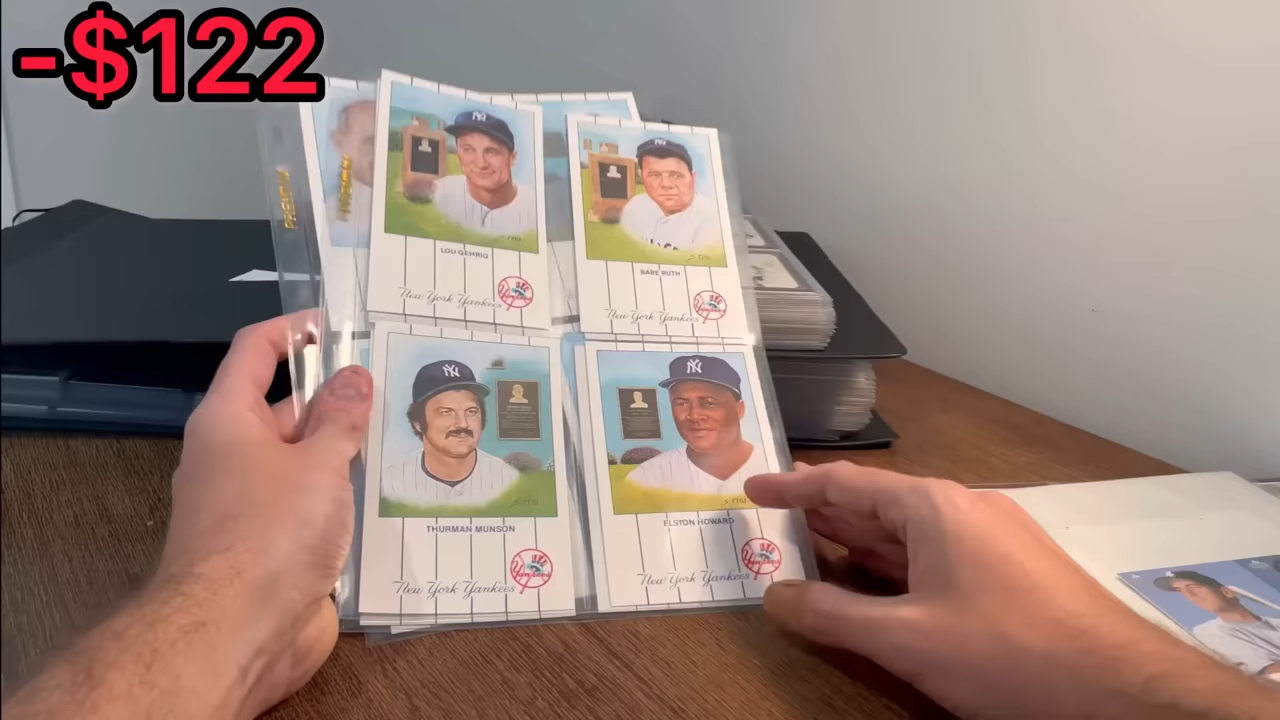 -$122
PREMIUM
LOU GEHRIG
New York Yankees
BABE RUTH
New York Yankees
THURMAN MUNSON
New York Yankees
ELSTON HOWARD
New York Yankees